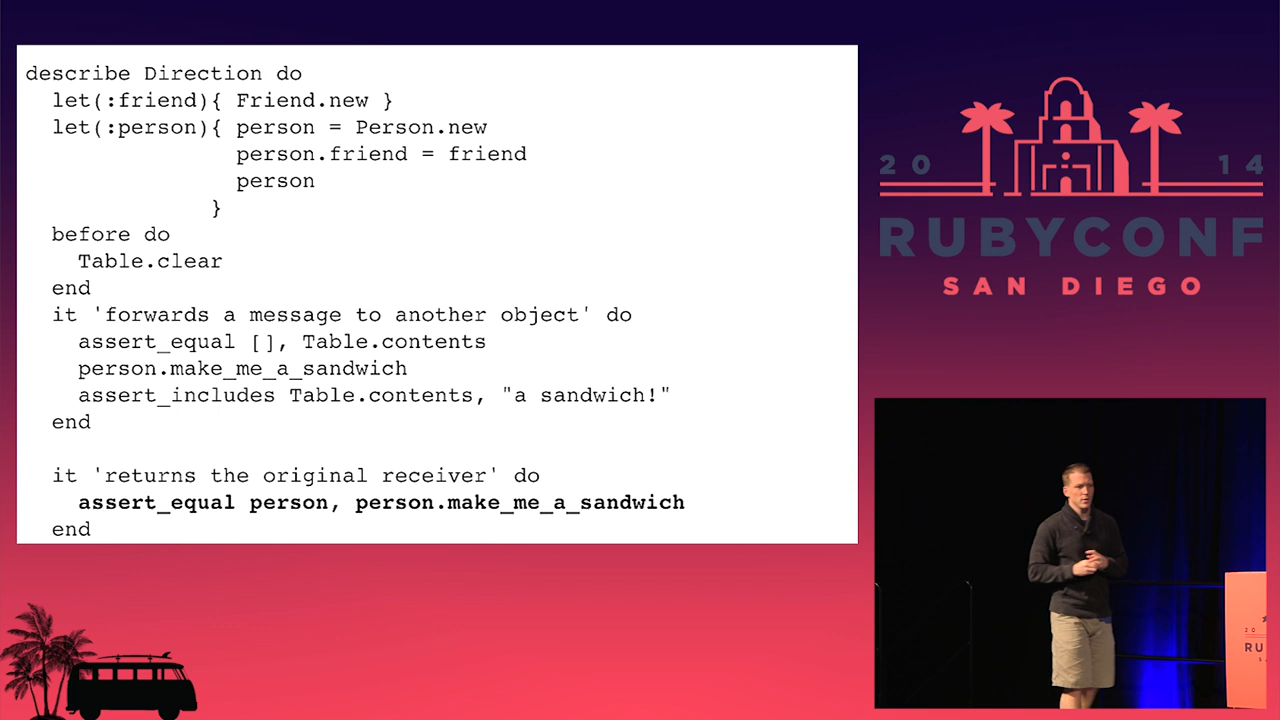 describe Direction do
  let(:friend){ Friend.new }
  let(:person){ person = Person.new
                person.friend = friend
                person
              }
  before do
    Table.clear
  end
  it 'forwards a message to another object' do
    assert_equal [], Table.contents
    person.make_me_a_sandwich
    assert_includes Table.contents, "a sandwich!"
  end

  it 'returns the original receiver' do
    assert_equal person, person.make_me_a_sandwich
  end
20 14
RUBYCONF
SAN DIEGO
20
RU
S